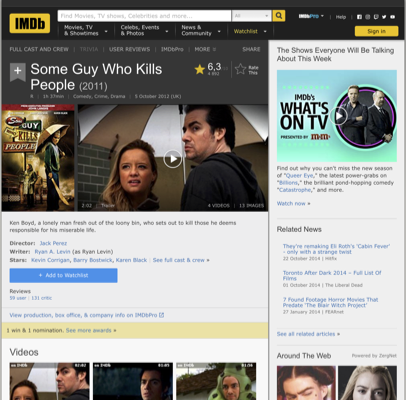 IMDb
Find Movies, TV shows, Celebrities and more...
All
Movies, TV & Showtimes
Celebs, Events & Photos
News & Community
Watchlist
IMDbPro
Help
Sign in
FULL CAST AND CREW | TRIVIA | USER REVIEWS | IMDbPro | MORE
SHARE
Some Guy Who Kills People (2011)
6,3
Rate This
R | 1h 37min | Comedy, Crime, Drama | 5 October 2012 (UK)
SOME GUY WHO KILLS PEOPLE
2:02 | Trailer
4 VIDEOS | 13 IMAGES
Ken Boyd, a lonely man fresh out of the loony bin, who sets out to kill those he deems
responsible for his miserable life.
Director: Jack Perez
Writer: Ryan A. Levin (as Ryan Levin)
Stars: Kevin Corrigan, Barry Bostwick, Karen Black | See full cast & crew »
+ Add to Watchlist
Reviews
59 user | 131 critic
View production, box office, & company info on IMDbPro
1 win & 1 nomination. See more awards »
Videos
The Shows Everyone Will Be Talking
About This Week
IMDb's
WHAT'S
ON TV
PRESENTED BY M&M'S
Find out why you can't miss the new season
of "Queer Eye," the latest power-grabs on
"Billions," the brilliant pond-hopping comedy
"Catastrophe," and more.
Watch now »
Related News
They're remaking Eli Roth's 'Cabin Fever'
- only with a strange twist
22 October 2014 | HitFix
Toronto After Dark 2014 – Full List Of
Films
01 October 2014 | The Liberal Dead
7 Found Footage Horror Movies That
Predate 'The Blair Witch Project'
27 January 2014 | FEARnet
See all related articles »
Around The Web
Powered by ZergNet